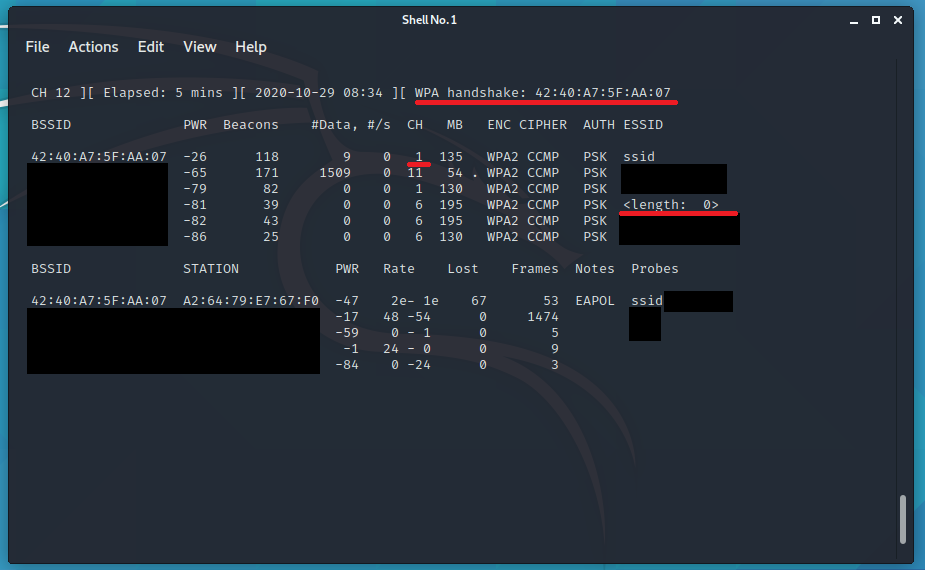 Shell No. 1
File Actions Edit View Help
CH 12 ][ Elapsed: 5 mins ][ 2020-10-29 08:34 ][ WPA handshake: 42:40:A7:5F:AA:07
BSSID PWR Beacons #Data, #/s CH MB ENC CIPHER AUTH ESSID
42:40:A7:5F:AA:07 -26 118 9 0 1 135 WPA2 CCMP PSK ssid
-65 171 1509 0 11 54 . WPA2 CCMP PSK
-79 82 0 0 1 130 WPA2 CCMP PSK
-81 39 0 0 6 195 WPA2 CCMP PSK <length: 0>
-82 43 0 0 6 195 WPA2 CCMP PSK
-86 25 0 0 6 130 WPA2 CCMP PSK
BSSID STATION PWR Rate Lost Frames Notes Probes
42:40:A7:5F:AA:07 A2:64:79:E7:67:F0 -47 2e- 1e 67 53 EAPOL ssid
-17 48 -54 0 1474
-59 0 - 1 0 5
-1 24 - 0 0 9
-84 0 -24 0 3